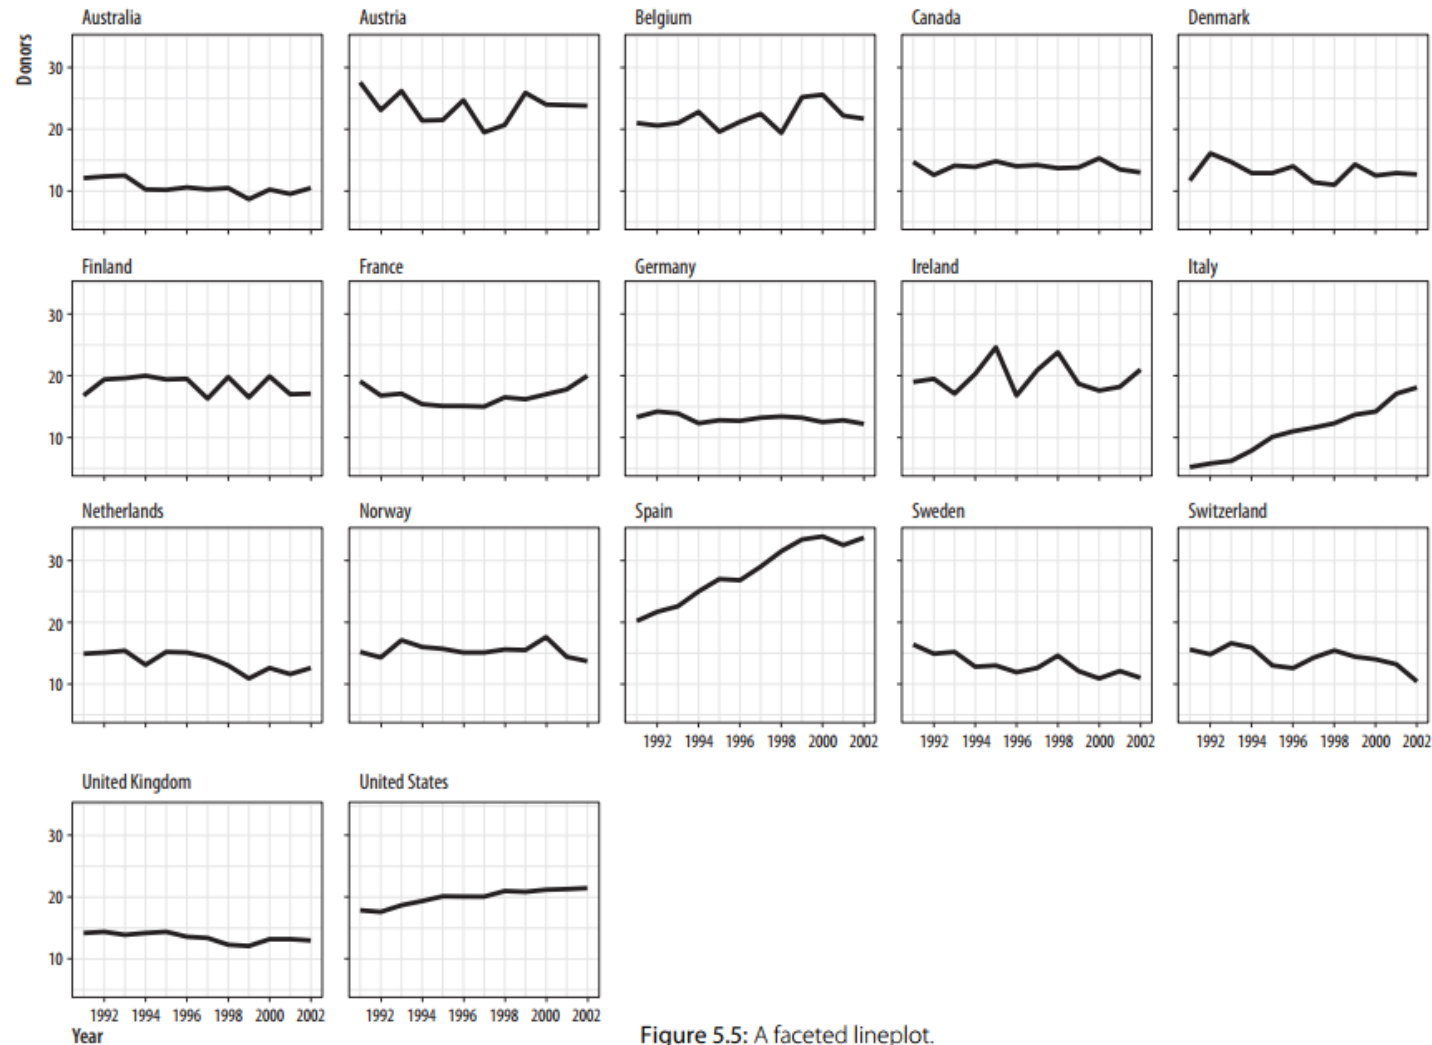 Australia Austria Belgium Canada Denmark
Donors
30
20
10
Finland France Germany Ireland Italy
30
20
10
Netherlands Norway Spain Sweden Switzerland
30
20
10
1992 1994 1996 1998 2000 2002 1992 1994 1996 1998 2000 2002 1992 1994 1996 1998 2000 2002
United Kingdom United States
30
20
10
1992 1994 1996 1998 2000 2002 1992 1994 1996 1998 2000 2002
Year
Figure 5.5: A faceted lineplot.